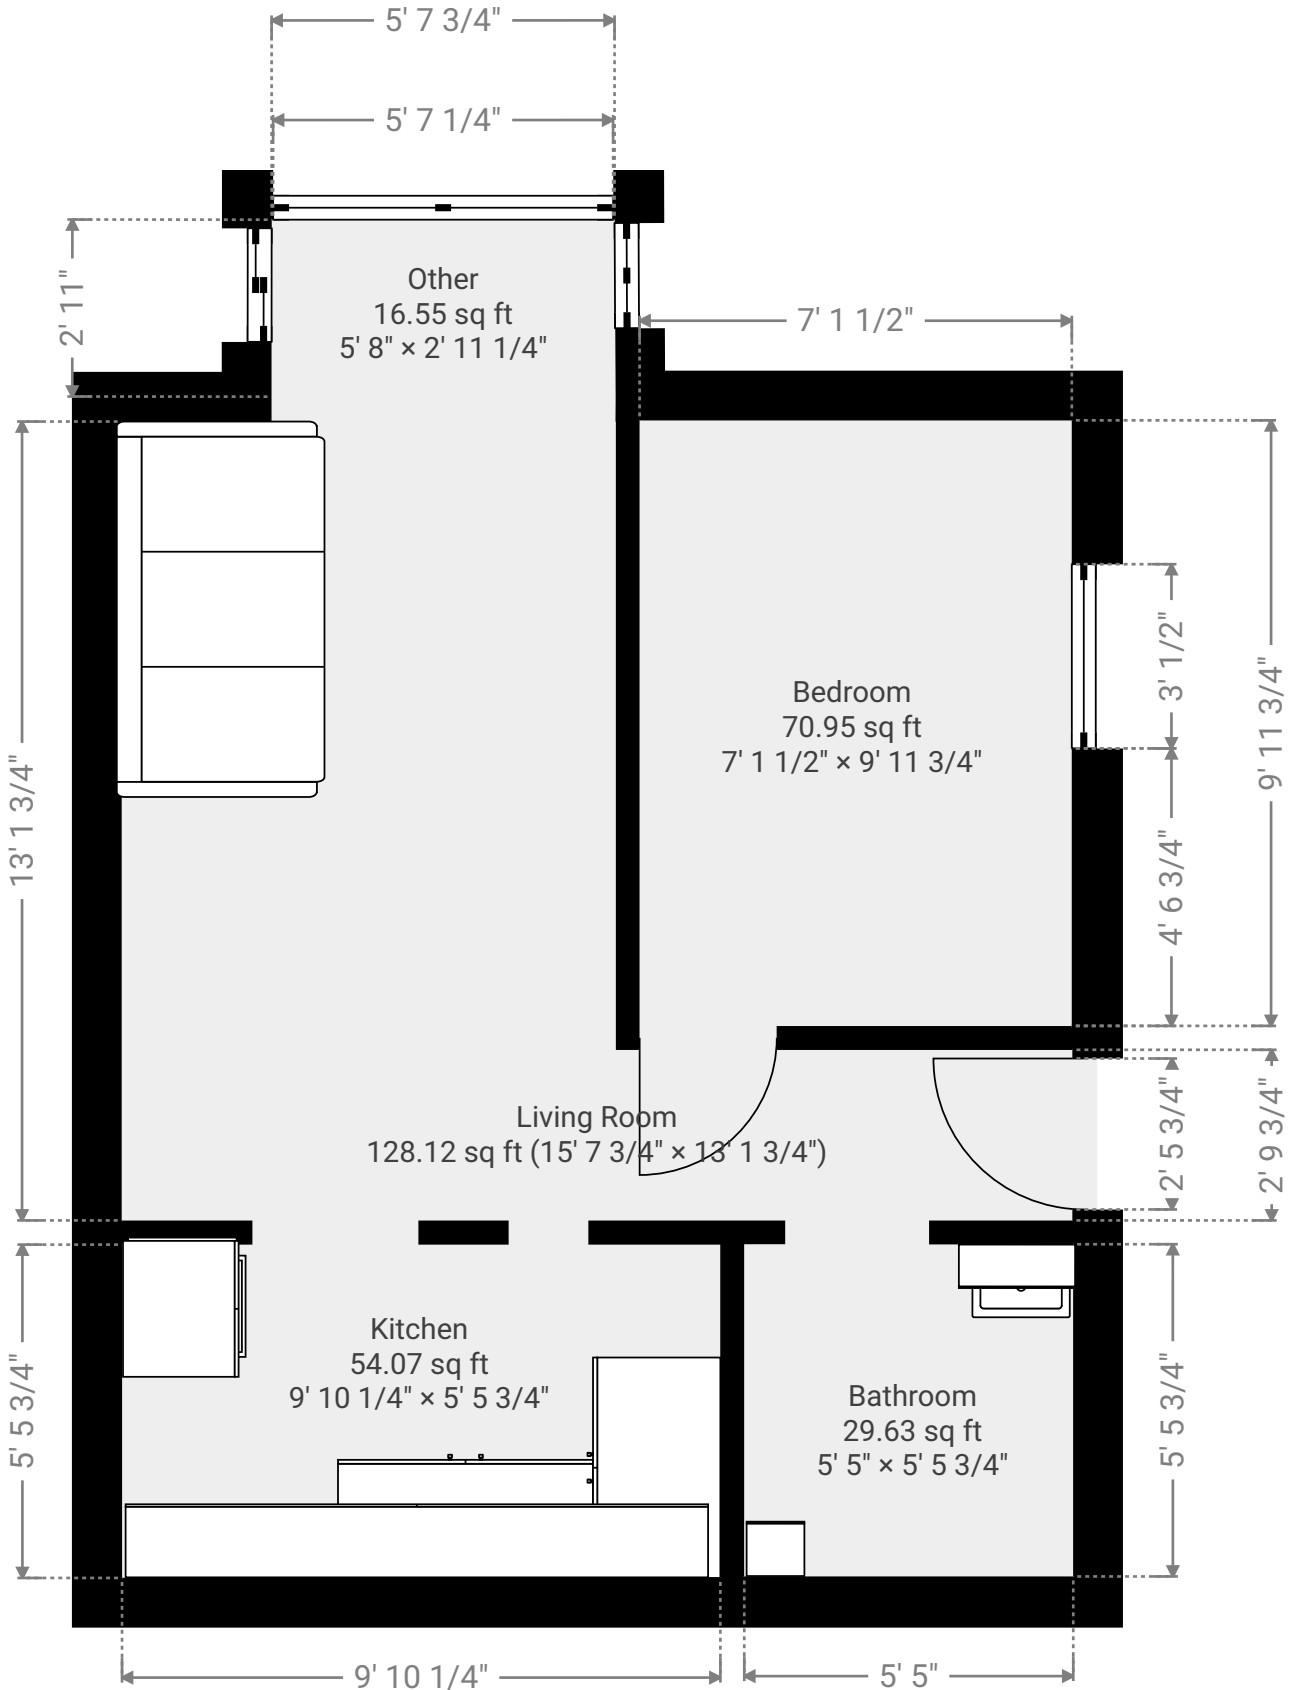 5' 7 3/4"
5' 7 1/4"
2' 11"
Other
16.55 sq ft
5' 8" × 2' 11 1/4"
7' 1 1/2"
13' 1 3/4"
Bedroom
70.95 sq ft
7' 1 1/2" × 9' 11 3/4"
3' 1/2"
9' 11 3/4"
4' 6 3/4"
Living Room
128.12 sq ft (15' 7 3/4" × 13' 1 3/4")
2' 5 3/4"
2' 9 3/4"
5' 5 3/4"
Kitchen
54.07 sq ft
9' 10 1/4" × 5' 5 3/4"
Bathroom
29.63 sq ft
5' 5" × 5' 5 3/4"
5' 5 3/4"
9' 10 1/4"
5' 5"